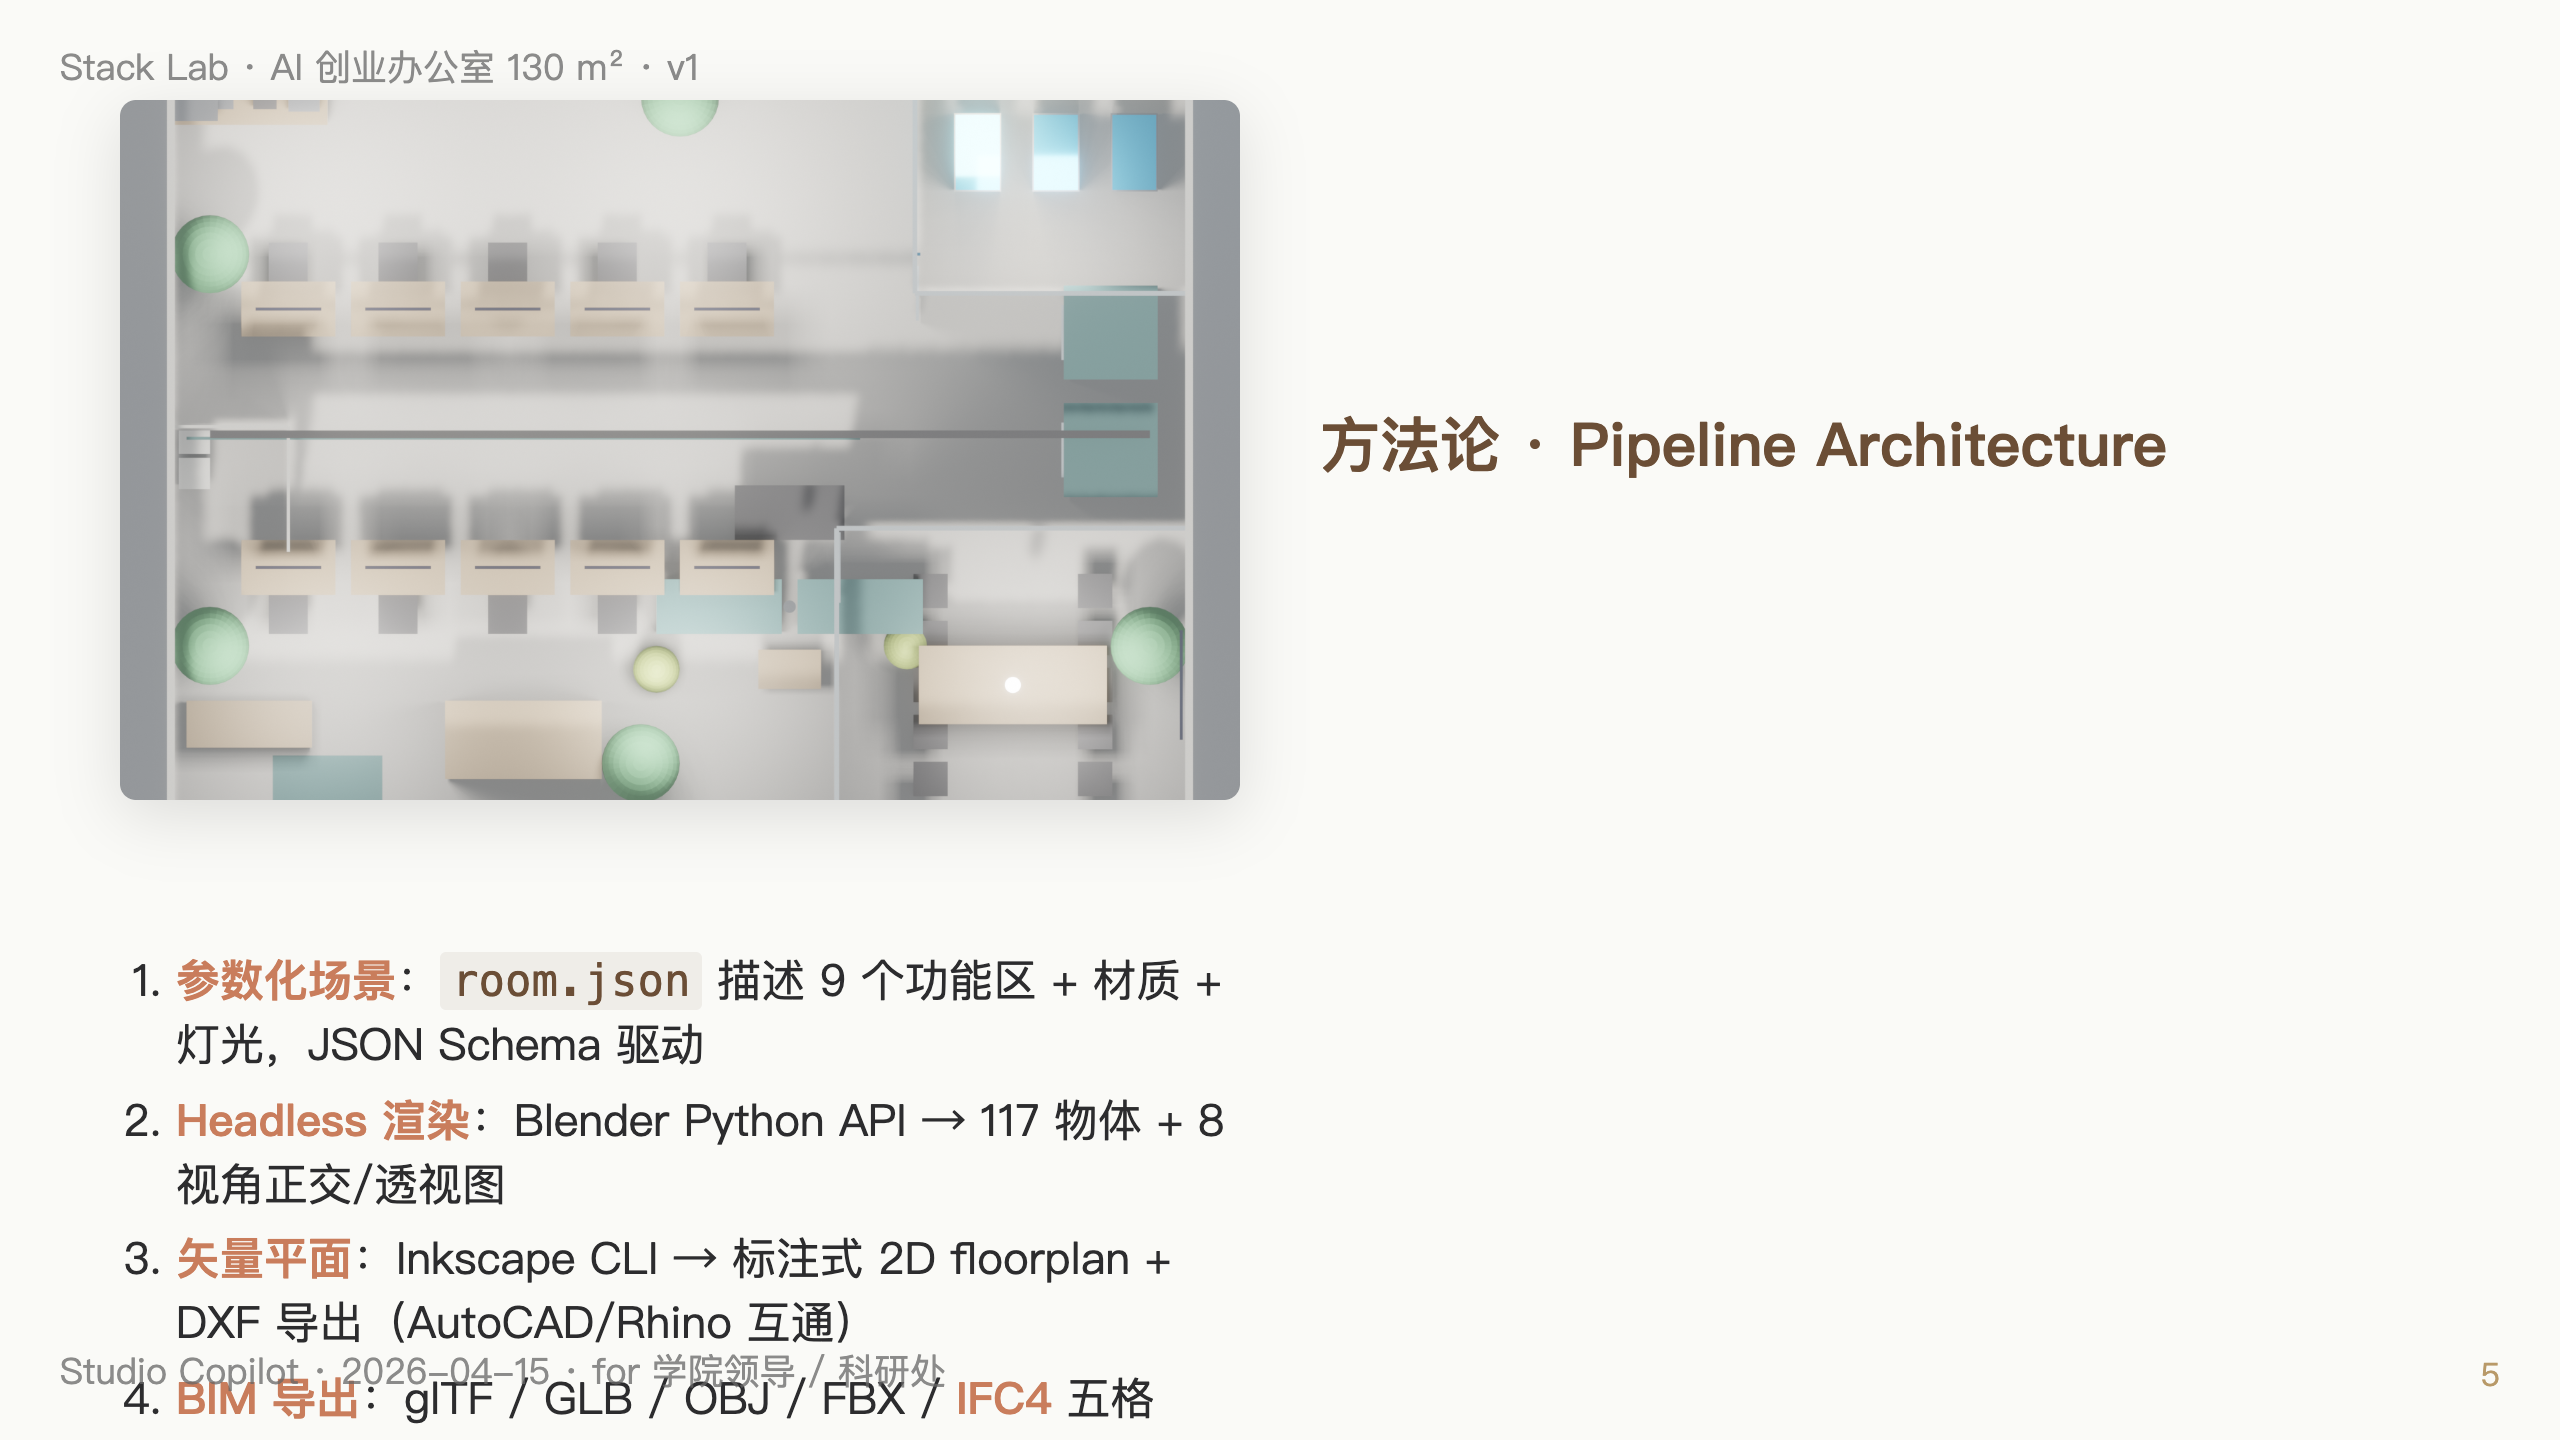 Stack Lab · AI 创业办公室 130 m² · v1
方法论 · Pipeline Architecture
1. 参数化场景：room.json 描述 9 个功能区 + 材质 +
灯光，JSON Schema 驱动
2. Headless 渲染：Blender Python API → 117 物体 + 8
视角正交/透视图
3. 矢量平面：Inkscape CLI → 标注式 2D floorplan +
DXF 导出（AutoCAD/Rhino 互通）
4. BIM 导出：glTF / GLB / OBJ / FBX / IFC4 五格
Studio Copilot · 2026-04-15 · for 学院领导 / 科研处
5